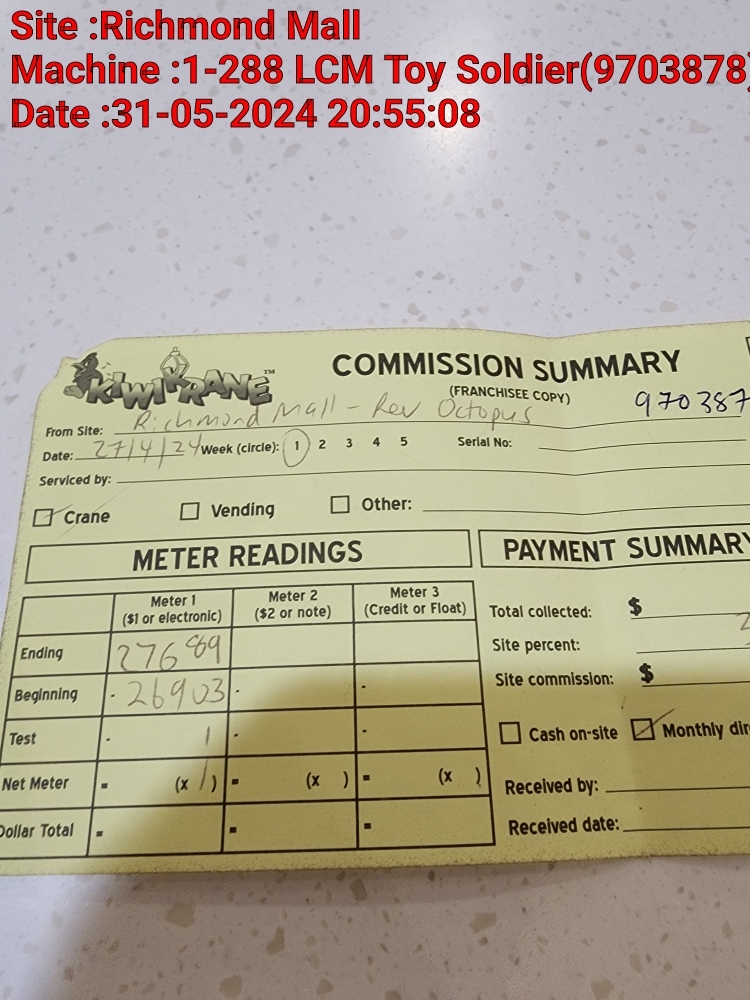 Site :Richmond Mall
Machine :1-288 LCM Toy Soldier(9703878)
Date :31-05-2024 20:55:08
KIWI KRANE™
COMMISSION SUMMARY
(FRANCHISEE COPY)
970387
From Site: Richmond Mall - Rev Octopus
Date: 27/4/24 Week (circle): 1 2 3 4 5 Serial No:
Serviced by:
Crane Vending Other:
METER READINGS
PAYMENT SUMMARY
Meter 1 ($1 or electronic) Meter 2 ($2 or note) Meter 3 (Credit or Float)
Ending 27689
Beginning - 26903 - -
Test - 1 - -
Net Meter = (x 1) = (x ) = (x )
Dollar Total = = =
Total collected: $
Site percent:
Site commission: $
Cash on-site Monthly dir
Received by:
Received date: